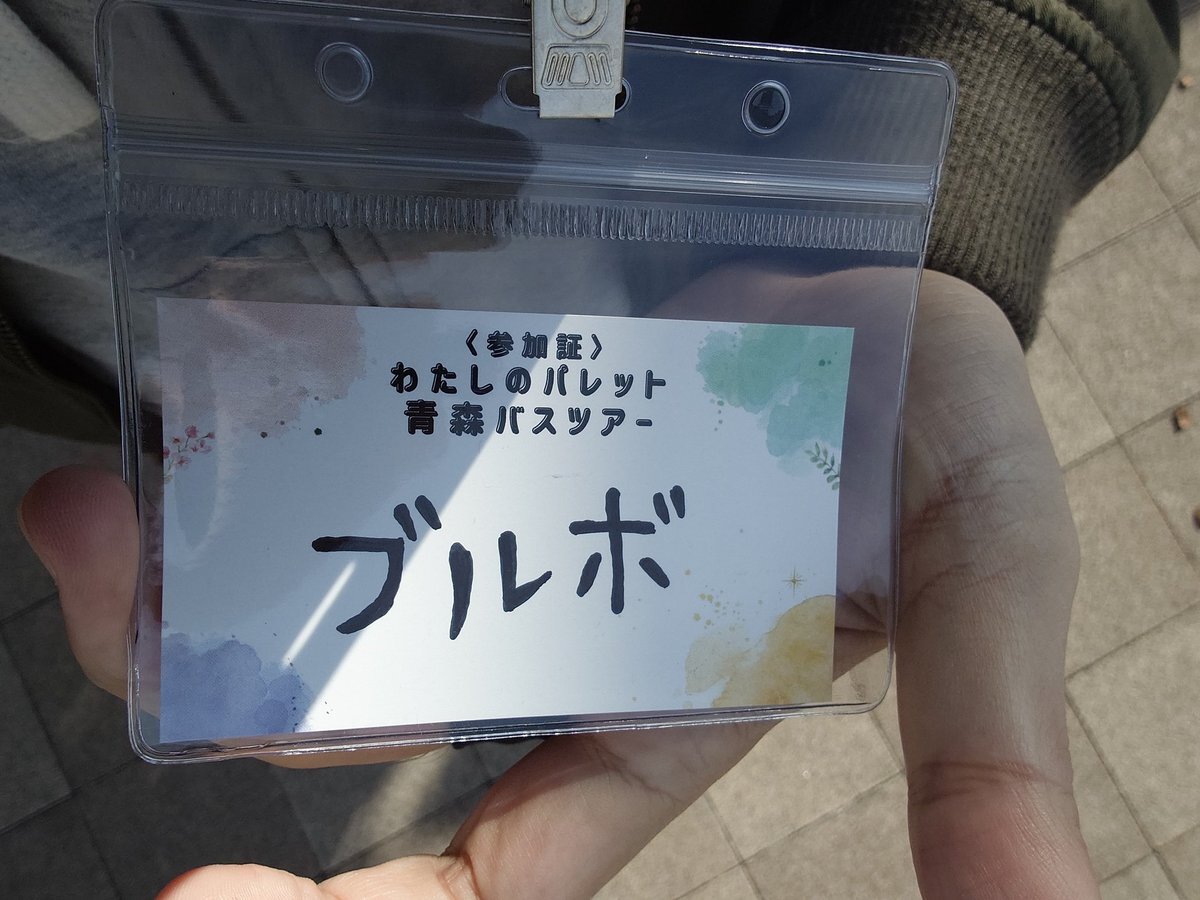 〈参加証〉
わたしのパレット
青森バスツアー
ブルボ